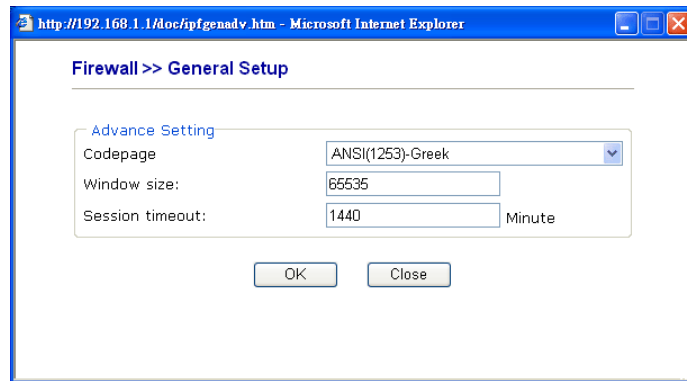 http://192.168.1.1/doc/ipfgenadv.htm - Microsoft Internet Explorer
Firewall >> General Setup
Advance Setting
Codepage ANSI(1253)-Greek
Window size: 65535
Session timeout: 1440 Minute
OK Close